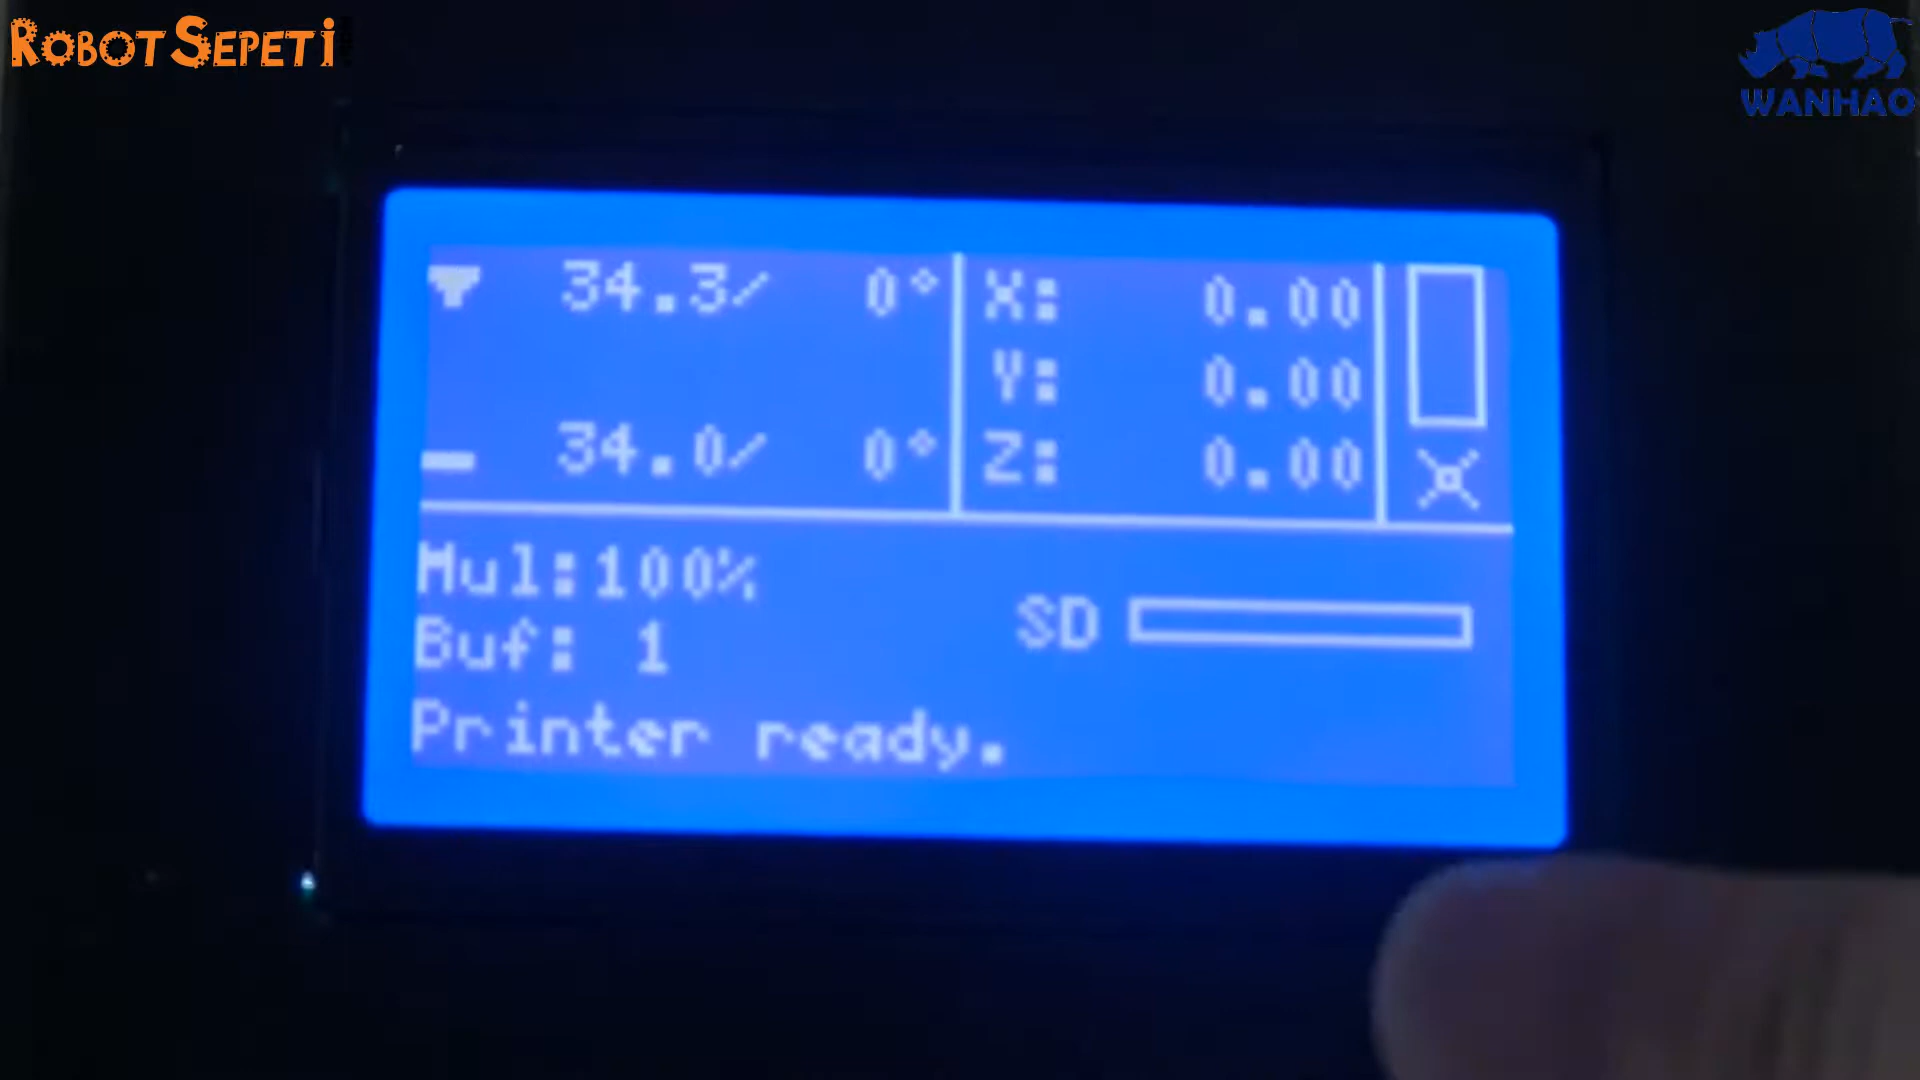 ROBOT SEPETI
WANHAO
34.3/ 0°
X: 0.00
Y: 0.00
34.0/ 0°
Z: 0.00
Mul:100%
Buf: 1
SD
Printer ready.